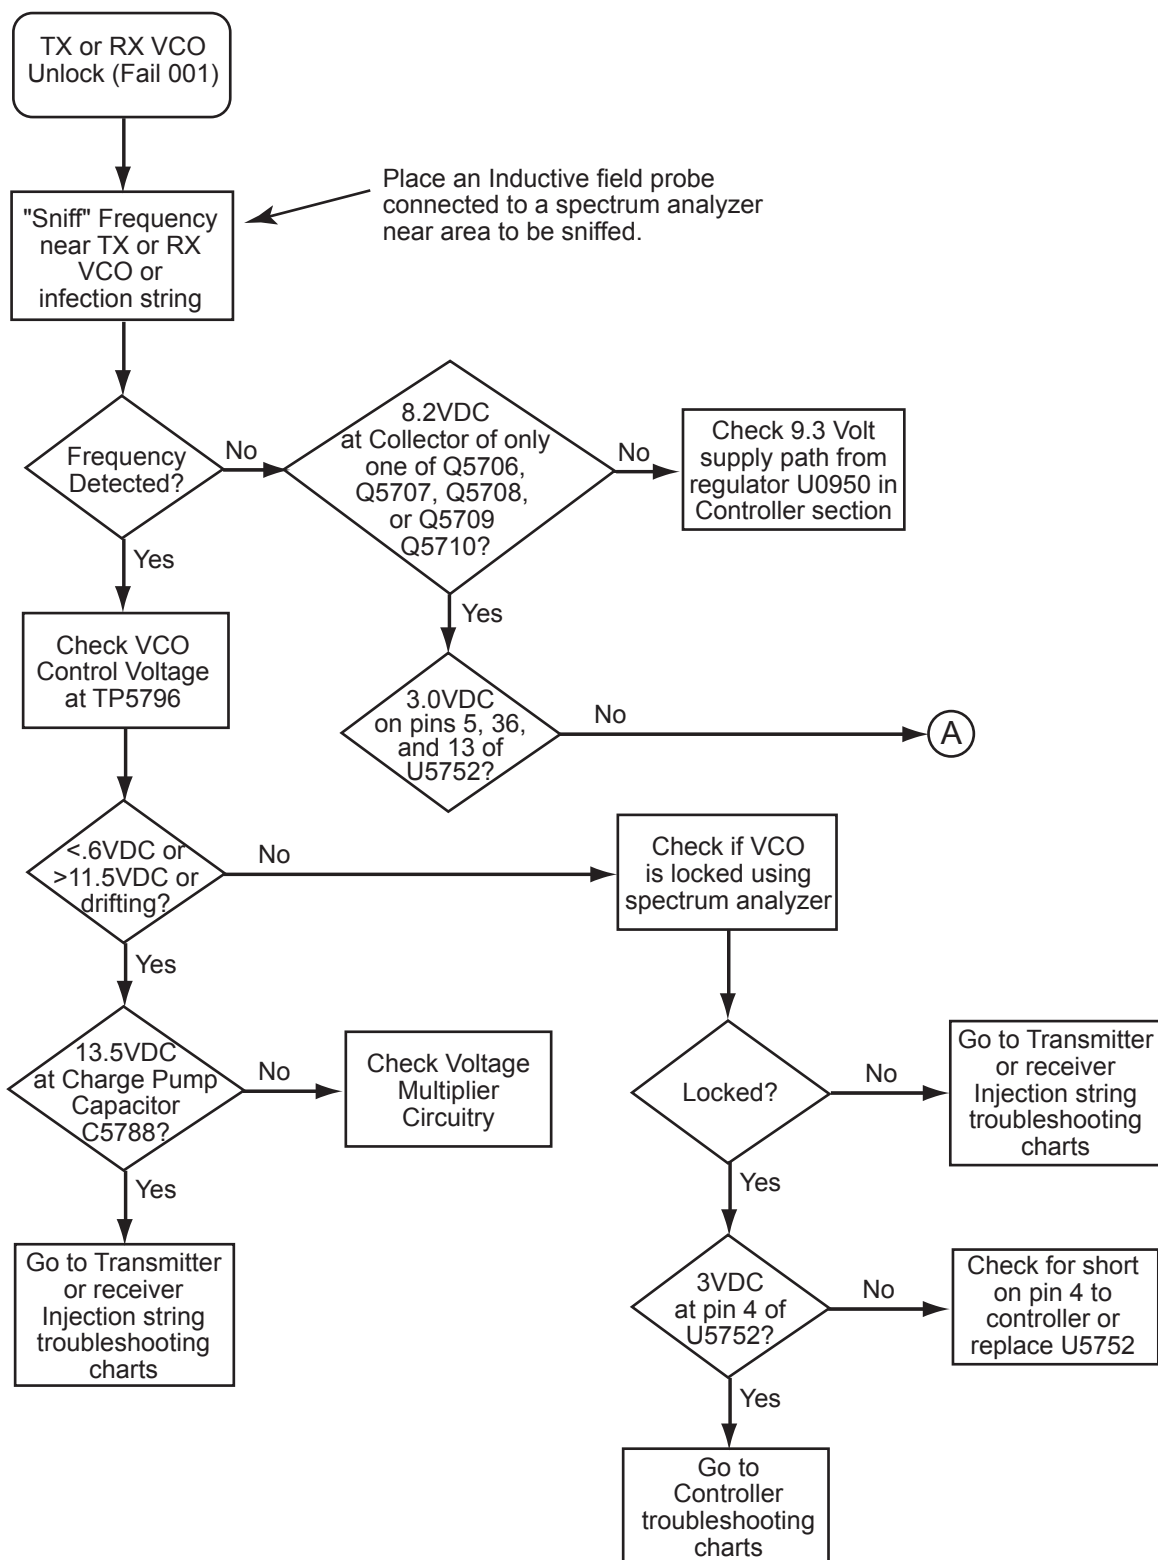 TX or RX VCO
Unlock (Fail 001)
Place an Inductive field probe
connected to a spectrum analyzer
near area to be sniffed.
"Sniff" Frequency
near TX or RX
VCO or
infection string
Frequency
Detected?
No
Yes
8.2VDC
at Collector of only
one of Q5706,
Q5707, Q5708,
or Q5709
Q5710?
No
Yes
Check 9.3 Volt
supply path from
regulator U0950 in
Controller section
Check VCO
Control Voltage
at TP5796
3.0VDC
on pins 5, 36,
and 13 of
U5752?
No
A
<.6VDC or
>11.5VDC or
drifting?
No
Yes
Check if VCO
is locked using
spectrum analyzer
13.5VDC
at Charge Pump
Capacitor
C5788?
No
Yes
Check Voltage
Multiplier
Circuitry
Locked?
No
Yes
Go to Transmitter
or receiver
Injection string
troubleshooting
charts
Go to Transmitter
or receiver
Injection string
troubleshooting
charts
3VDC
at pin 4 of
U5752?
No
Yes
Check for short
on pin 4 to
controller or
replace U5752
Go to
Controller
troubleshooting
charts